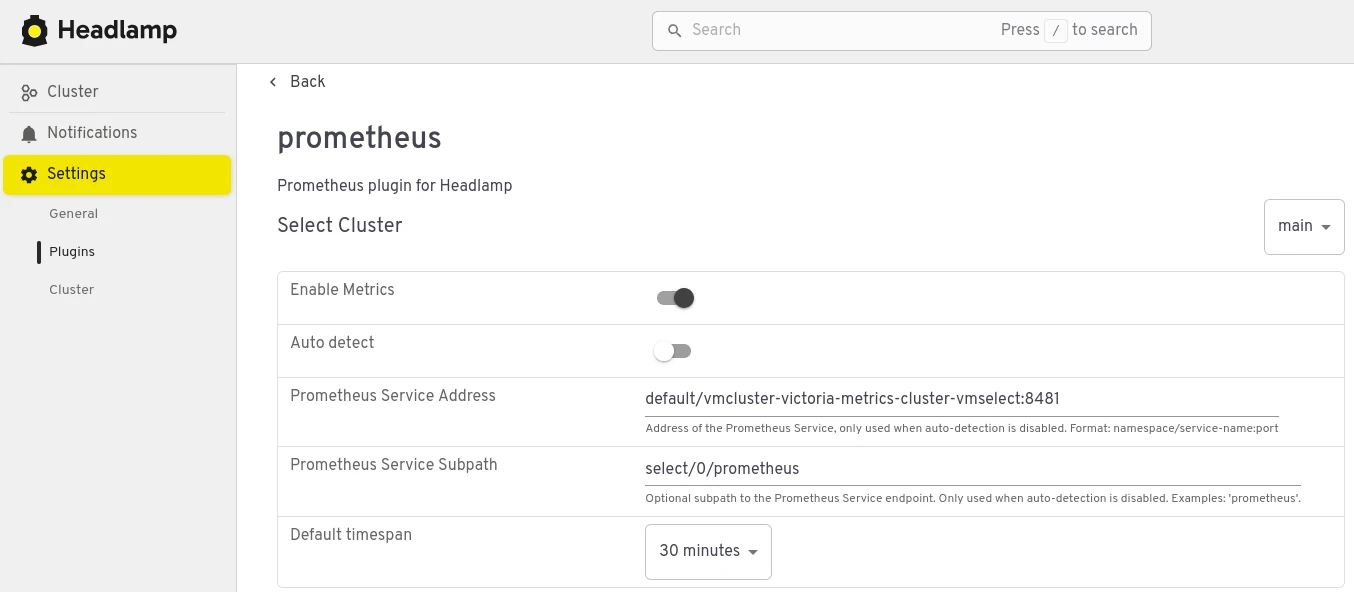 Headlamp
Search
Press / to search
Cluster
Notifications
Settings
General
Plugins
Cluster
Back
prometheus
Prometheus plugin for Headlamp
Select Cluster
main
Enable Metrics
Auto detect
Prometheus Service Address
default/vmcluster-victoria-metrics-cluster-vmselect:8481
Address of the Prometheus Service, only used when auto-detection is disabled. Format: namespace/service-name:port
Prometheus Service Subpath
select/0/prometheus
Optional subpath to the Prometheus Service endpoint. Only used when auto-detection is disabled. Examples: 'prometheus'.
Default timespan
30 minutes